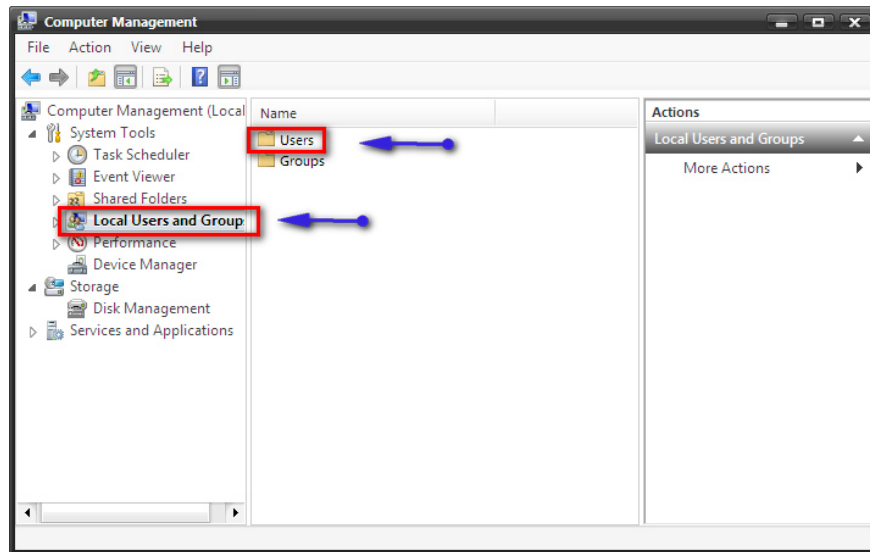 Computer Management
File Action View Help
Computer Management (Local
System Tools
Task Scheduler
Event Viewer
Shared Folders
Local Users and Group
Performance
Device Manager
Storage
Disk Management
Services and Applications
Name
Users
Groups
Actions
Local Users and Groups
More Actions